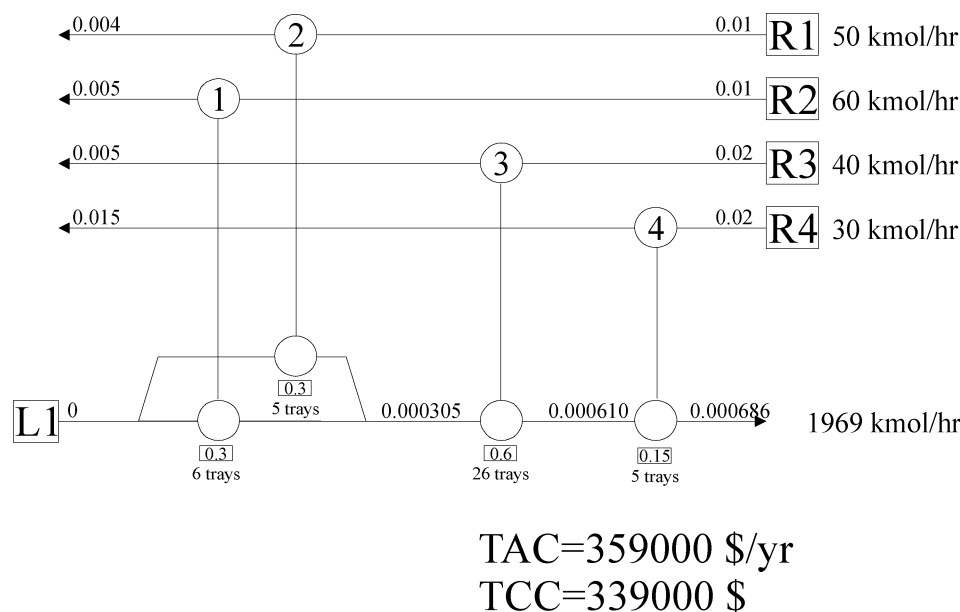 0.004 2 0.01 R1 50 kmol/hr
0.005 1 0.01 R2 60 kmol/hr
0.005 3 0.02 R3 40 kmol/hr
0.015 4 0.02 R4 30 kmol/hr
0.3
5 trays
L1 0 0.000305 0.000610 0.000686 1969 kmol/hr
0.3 0.6 0.15
6 trays 26 trays 5 trays
TAC=359000 $/yr
TCC=339000 $